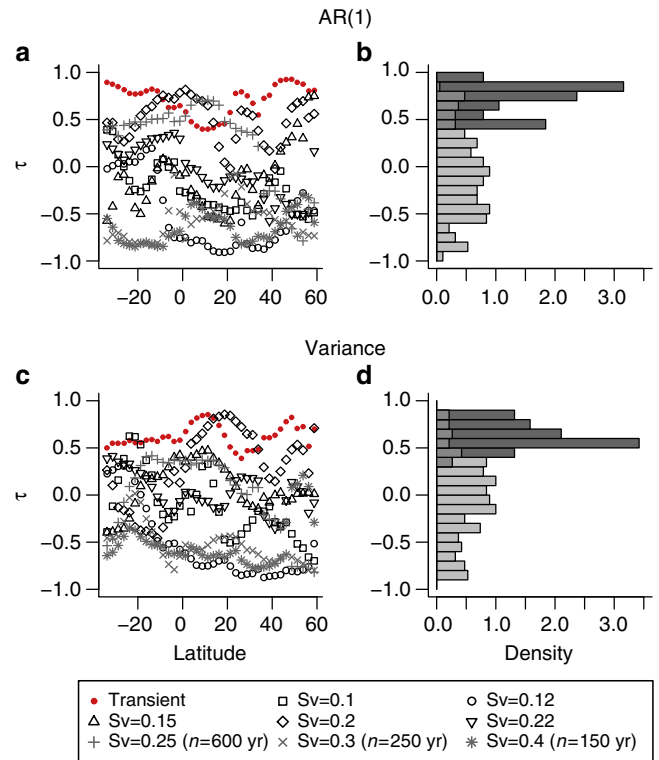 AR(1)
a
b
1.0
0.5
0.0
−0.5
−1.0
τ
−20
0
20
40
60
1.0
0.5
0.0
−0.5
−1.0
0.0
1.0
2.0
3.0
Variance
c
d
1.0
0.5
0.0
−0.5
−1.0
τ
−20
0
20
40
60
Latitude
1.0
0.5
0.0
−0.5
−1.0
0.0
1.0
2.0
3.0
Density
Transient
Sv=0.1
Sv=0.12
Sv=0.15
Sv=0.2
Sv=0.22
Sv=0.25 (n=600 yr)
Sv=0.3 (n=250 yr)
Sv=0.4 (n=150 yr)